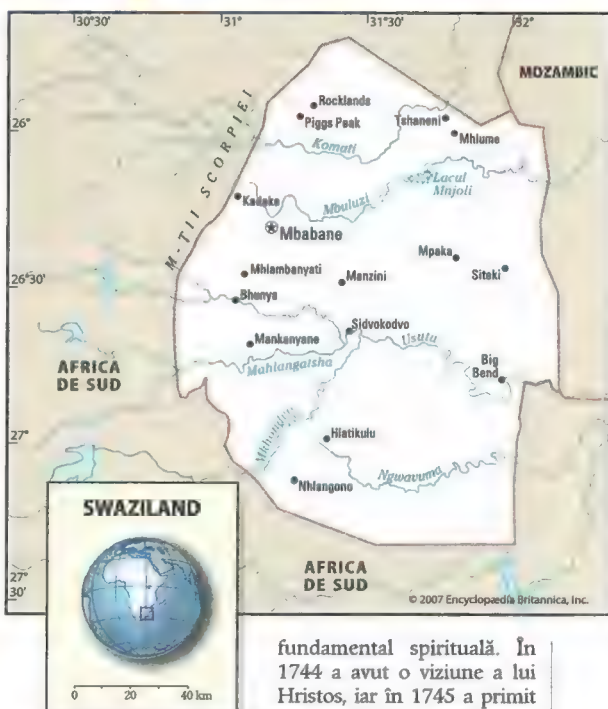 30°30'
31°
31°30'
32°
MOZAMBIC
26°
Rocklands
Piggs Peak
Tshaneni
Mhlume
Komati
M-ȚII SCORPIEI
Lacul
Mnjoli
Kadake
Mbuluzi
Mbabane
Mpaka
Siteki
26°30'
Mhlambanyati
Manzini
Bhunya
Sidvokodvo
Usutu
Mankanyane
Mahlangatsha
AFRICA
DE SUD
Big
Bend
27°
Mkhondvo
Hlatikulu
Ngwavuma
Nhlangono
SWAZILAND
AFRICA
DE SUD
27°
30'
© 2007 Encyclopædia Britannica, Inc.
0 20 40 km
fundamental spirituală. În
1744 a avut o viziune a lui
Hristos, iar în 1745 a primit